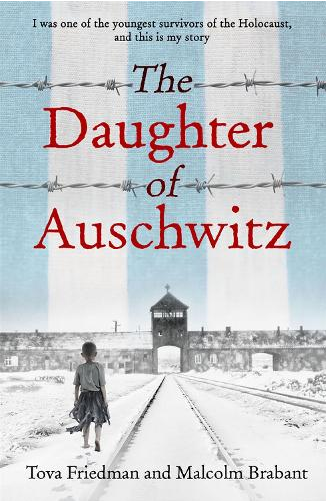 I was one of the youngest survivors of the Holocaust,
and this is my story
The
Daughter
of
Auschwitz
Tova Friedman and Malcolm Brabant